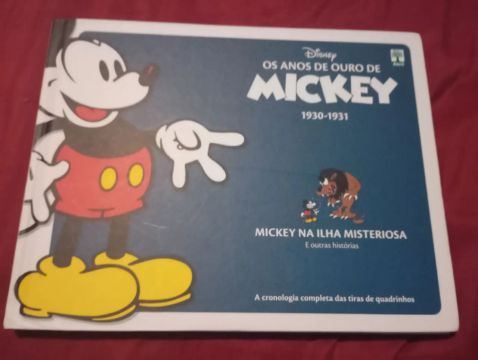 Disney
OS ANOS DE OURO DE
MICKEY
1930-1931
Abril
MICKEY NA ILHA MISTERIOSA
E outras histórias
A cronologia completa das tiras de quadrinhos